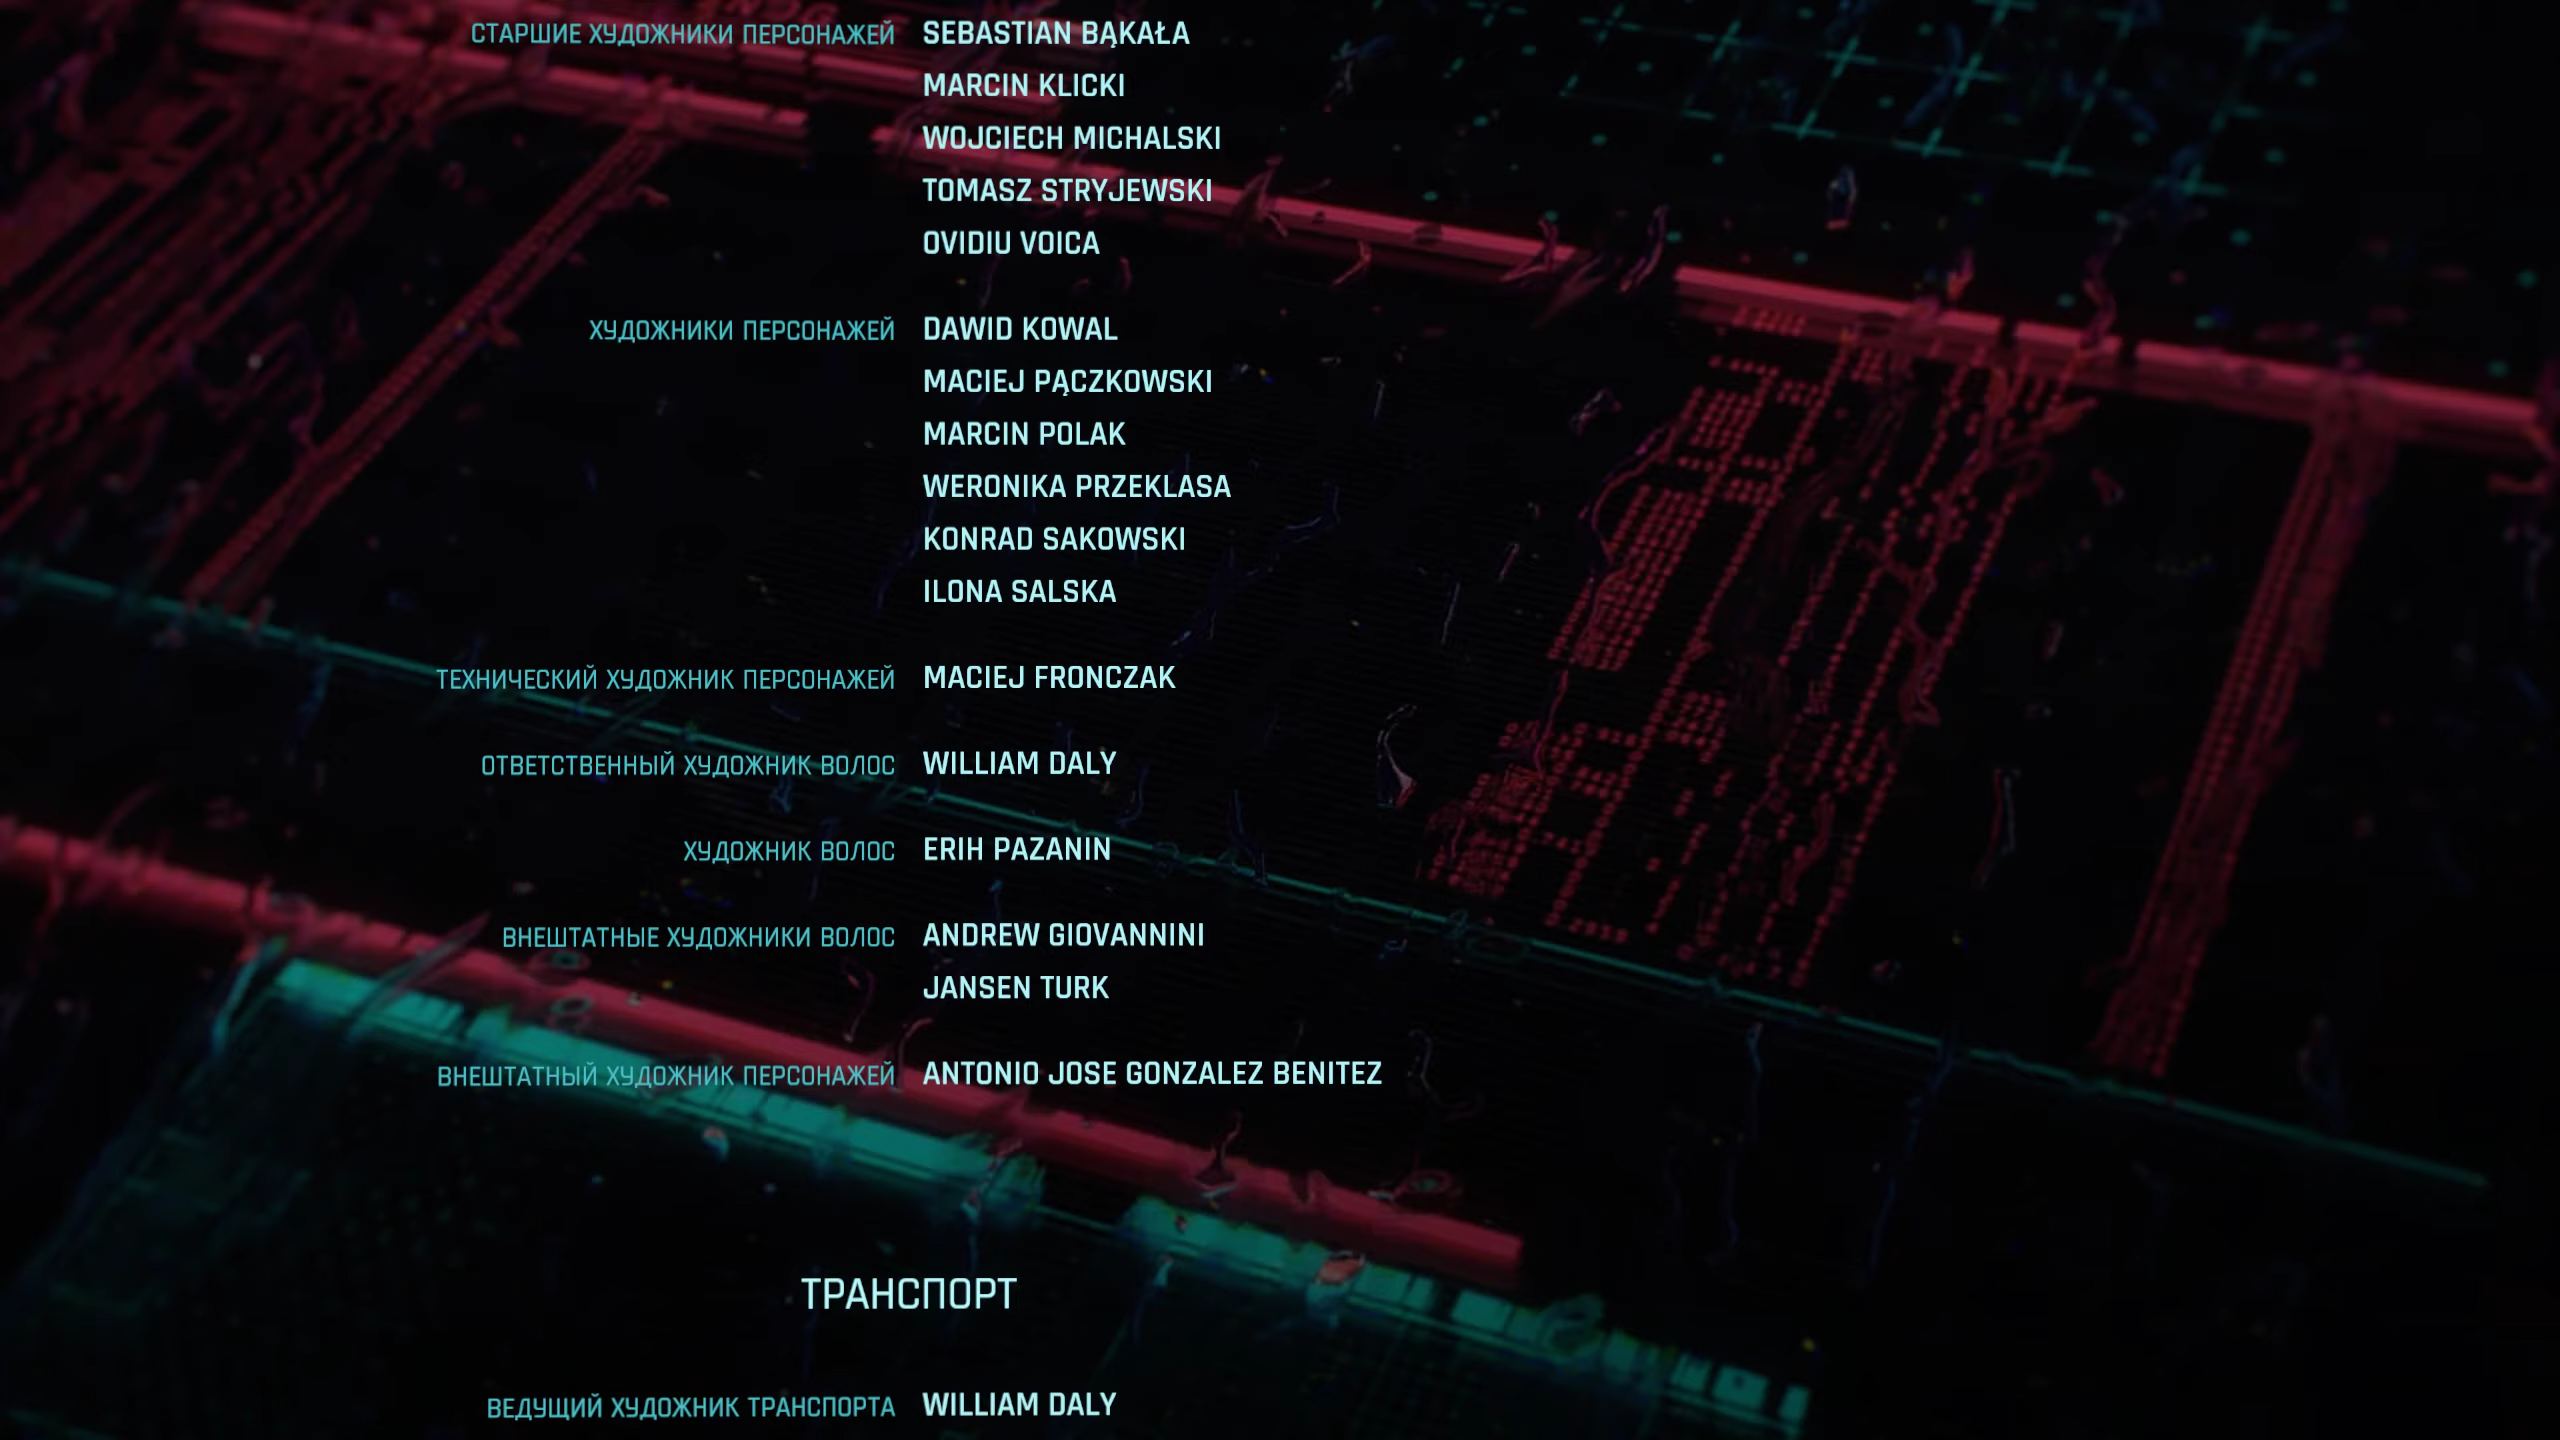 СТАРШИЕ ХУДОЖНИКИ ПЕРСОНАЖЕЙ SEBASTIAN BĄKAŁA
MARCIN KLICKI
WOJCIECH MICHALSKI
TOMASZ STRYJEWSKI
OVIDIU VOICA
ХУДОЖНИКИ ПЕРСОНАЖЕЙ DAWID KOWAL
MACIEJ PĄCZKOWSKI
MARCIN POLAK
WERONIKA PRZEKLASA
KONRAD SAKOWSKI
ILONA SALSKA
ТЕХНИЧЕСКИЙ ХУДОЖНИК ПЕРСОНАЖЕЙ MACIEJ FRONCZAK
ОТВЕТСТВЕННЫЙ ХУДОЖНИК ВОЛОС WILLIAM DALY
ХУДОЖНИК ВОЛОС ERIH PAZANIN
ВНЕШТАТНЫЕ ХУДОЖНИКИ ВОЛОС ANDREW GIOVANNINI
JANSEN TURK
ВНЕШТАТНЫЙ ХУДОЖНИК ПЕРСОНАЖЕЙ ANTONIO JOSE GONZALEZ BENITEZ
ТРАНСПОРТ
ВЕДУЩИЙ ХУДОЖНИК ТРАНСПОРТА WILLIAM DALY